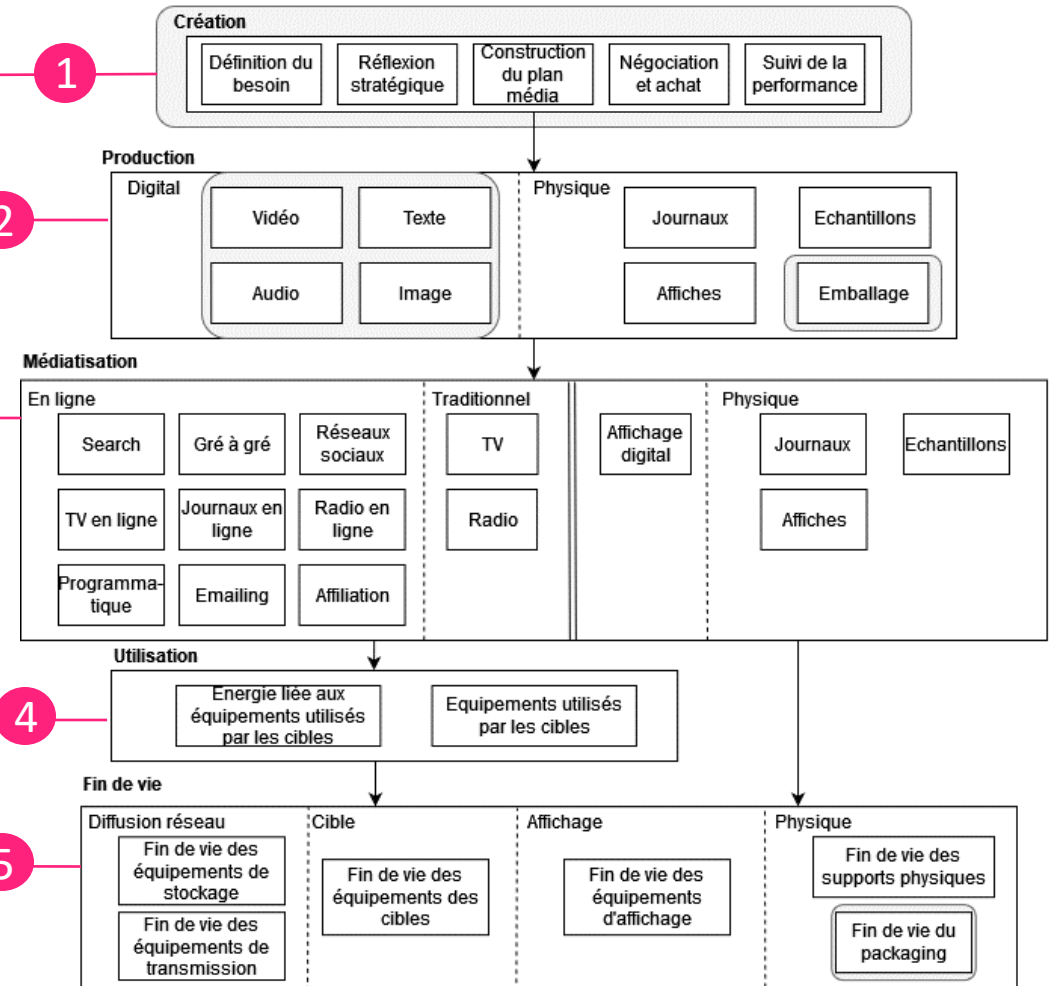 Création
1
Définition du
besoin
Réflexion
stratégique
Construction
du plan
média
Négociation
et achat
Suivi de la
performance
Production
2
Digital
Vidéo
Texte
Audio
Image
Physique
Journaux
Echantillons
Affiches
Emballage
Médiatisation
En ligne
Search
Gré à gré
Réseaux
sociaux
TV en ligne
Journaux en
ligne
Radio en
ligne
Programma-
tique
Emailing
Affiliation
Traditionnel
TV
Radio
Affichage
digital
Physique
Journaux
Echantillons
Affiches
Utilisation
4
Energie liée aux
équipements utilisés
par les cibles
Equipements utilisés
par les cibles
Fin de vie
5
Diffusion réseau
Fin de vie des
équipements de
stockage
Fin de vie des
équipements de
transmission
Cible
Fin de vie des
équipements des
cibles
Affichage
Fin de vie des
équipements
d'affichage
Physique
Fin de vie des
supports physiques
Fin de vie du
packaging